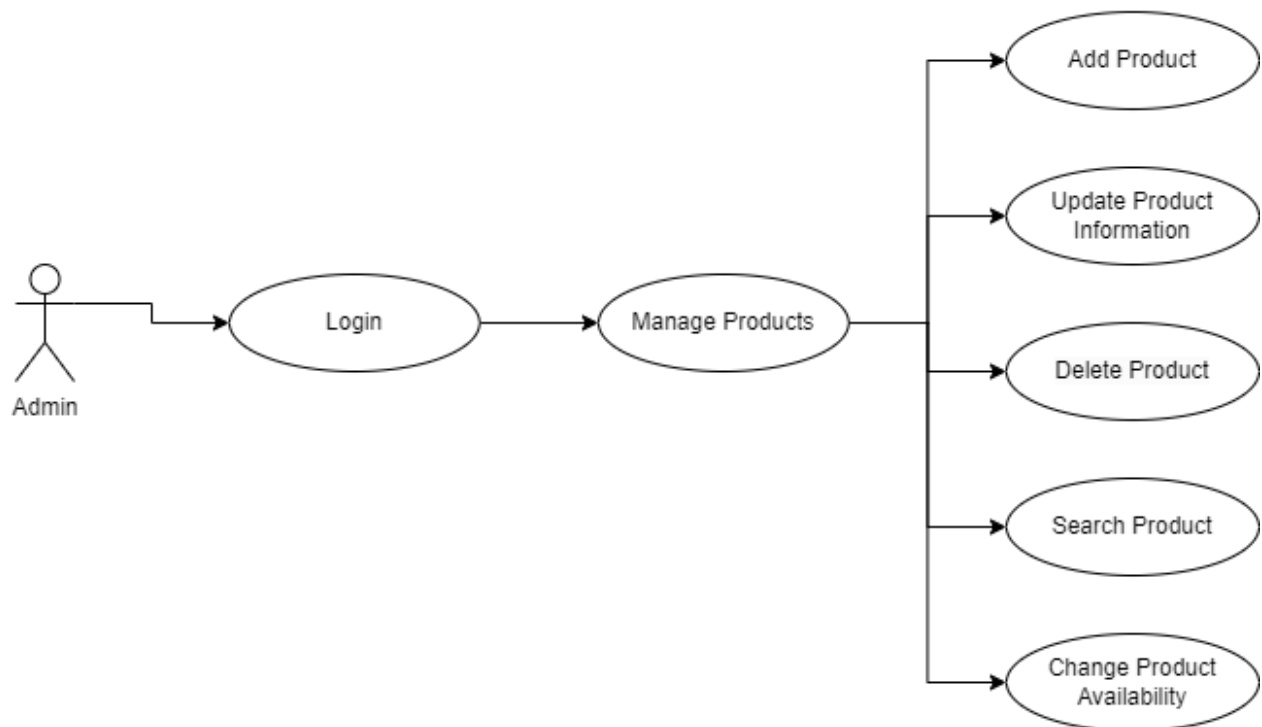 Add Product
Update Product
Information
Login
Manage Products
Delete Product
Admin
Search Product
Change Product
Availability